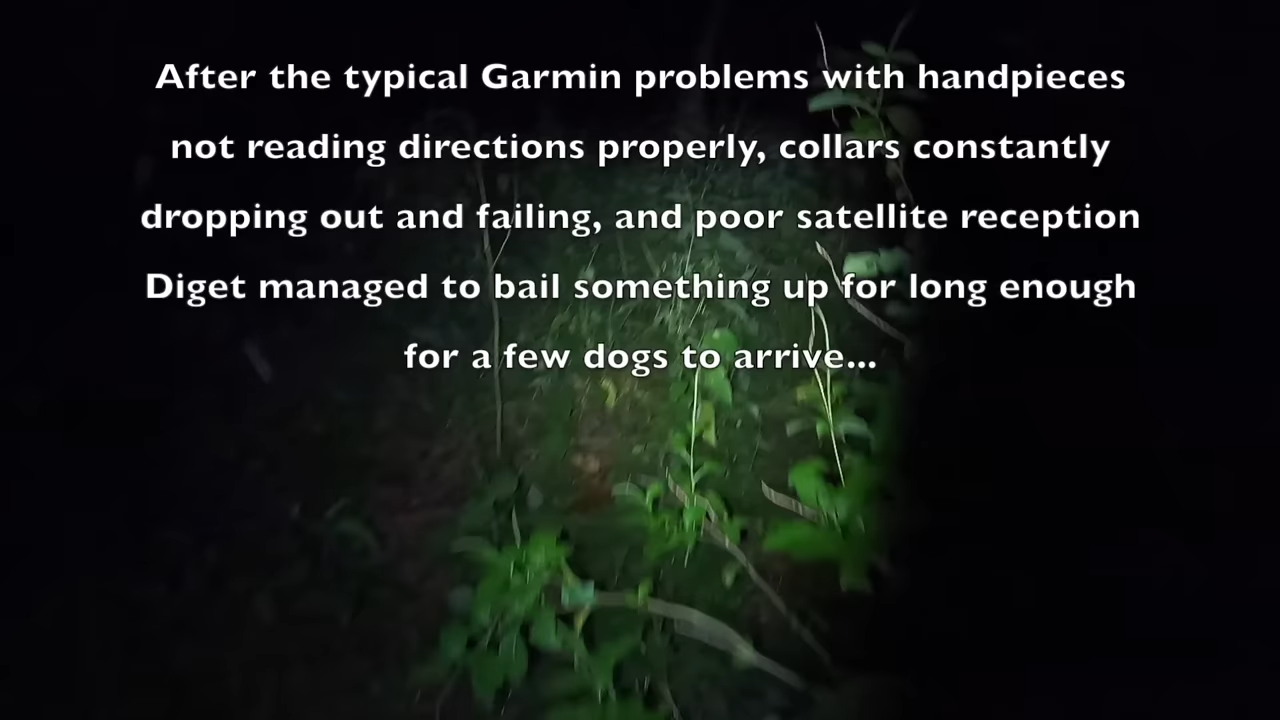 After the typical Garmin problems with handpieces
not reading directions properly, collars constantly
dropping out and failing, and poor satellite reception
Diget managed to bail something up for long enough
for a few dogs to arrive...